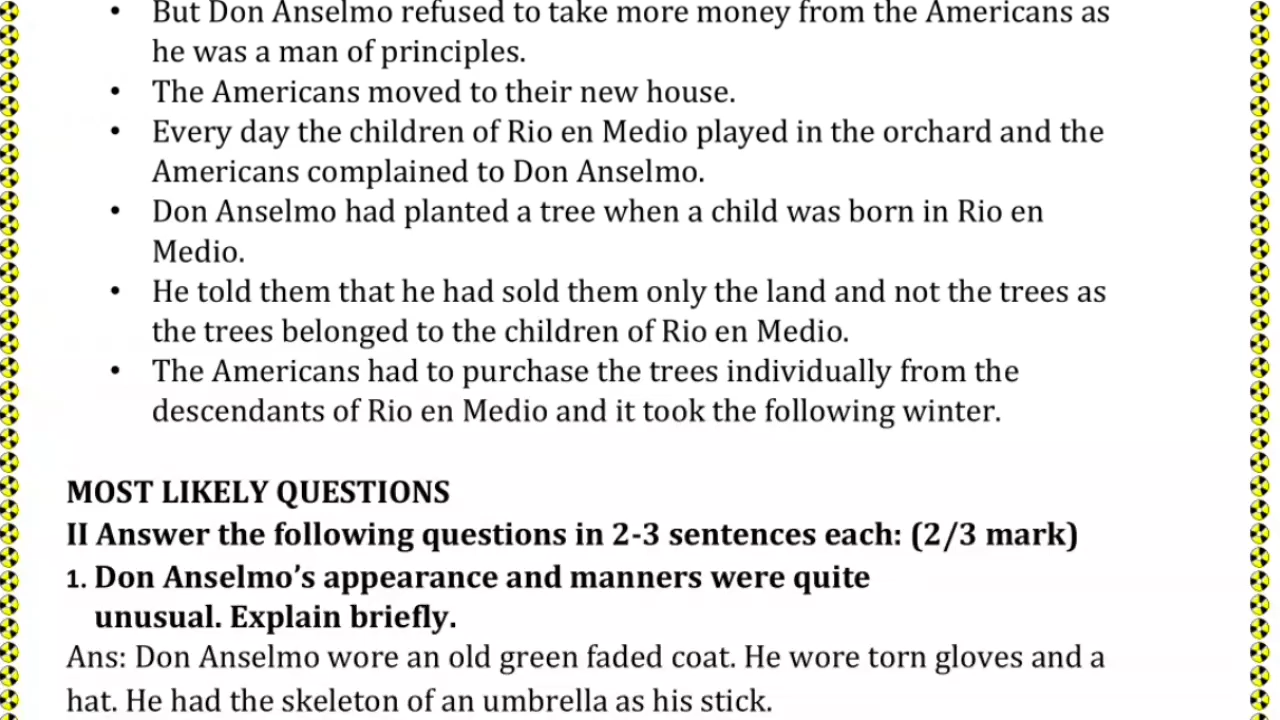 • But Don Anselmo refused to take more money from the Americans as
he was a man of principles.
• The Americans moved to their new house.
• Every day the children of Rio en Medio played in the orchard and the
Americans complained to Don Anselmo.
• Don Anselmo had planted a tree when a child was born in Rio en
Medio.
• He told them that he had sold them only the land and not the trees as
the trees belonged to the children of Rio en Medio.
• The Americans had to purchase the trees individually from the
descendants of Rio en Medio and it took the following winter.
MOST LIKELY QUESTIONS
II Answer the following questions in 2-3 sentences each: (2/3 mark)
1. Don Anselmo’s appearance and manners were quite
unusual. Explain briefly.
Ans: Don Anselmo wore an old green faded coat. He wore torn gloves and a
hat. He had the skeleton of an umbrella as his stick.